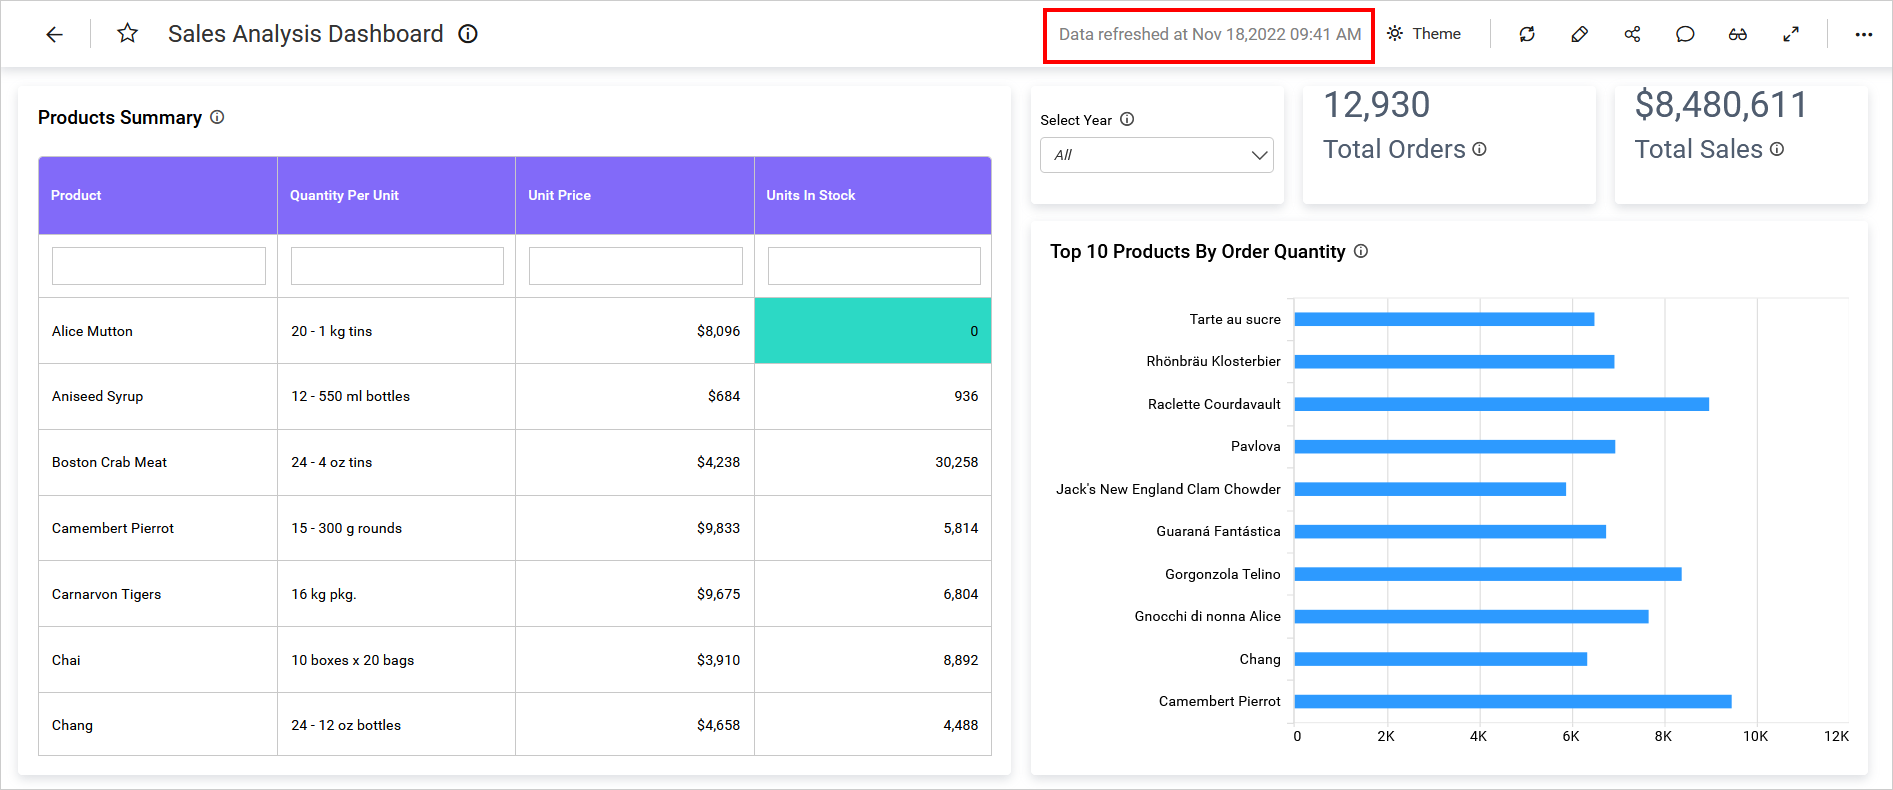 Sales Analysis Dashboard
Data refreshed at Nov 18,2022 09:41 AM
Theme
Products Summary
Product Quantity Per Unit Unit Price Units In Stock
Alice Mutton 20 - 1 kg tins $8,096 0
Aniseed Syrup 12 - 550 ml bottles $684 936
Boston Crab Meat 24 - 4 oz tins $4,238 30,258
Camembert Pierrot 15 - 300 g rounds $9,833 5,814
Carnarvon Tigers 16 kg pkg. $9,675 6,804
Chai 10 boxes x 20 bags $3,910 8,892
Chang 24 - 12 oz bottles $4,658 4,488
Select Year
All
12,930
Total Orders
$8,480,611
Total Sales
Top 10 Products By Order Quantity
Tarte au sucre
Rhönbräu Klosterbier
Raclette Courdavault
Pavlova
Jack's New England Clam Chowder
Guaraná Fantástica
Gorgonzola Telino
Gnocchi di nonna Alice
Chang
Camembert Pierrot
0 2K 4K 6K 8K 10K 12K